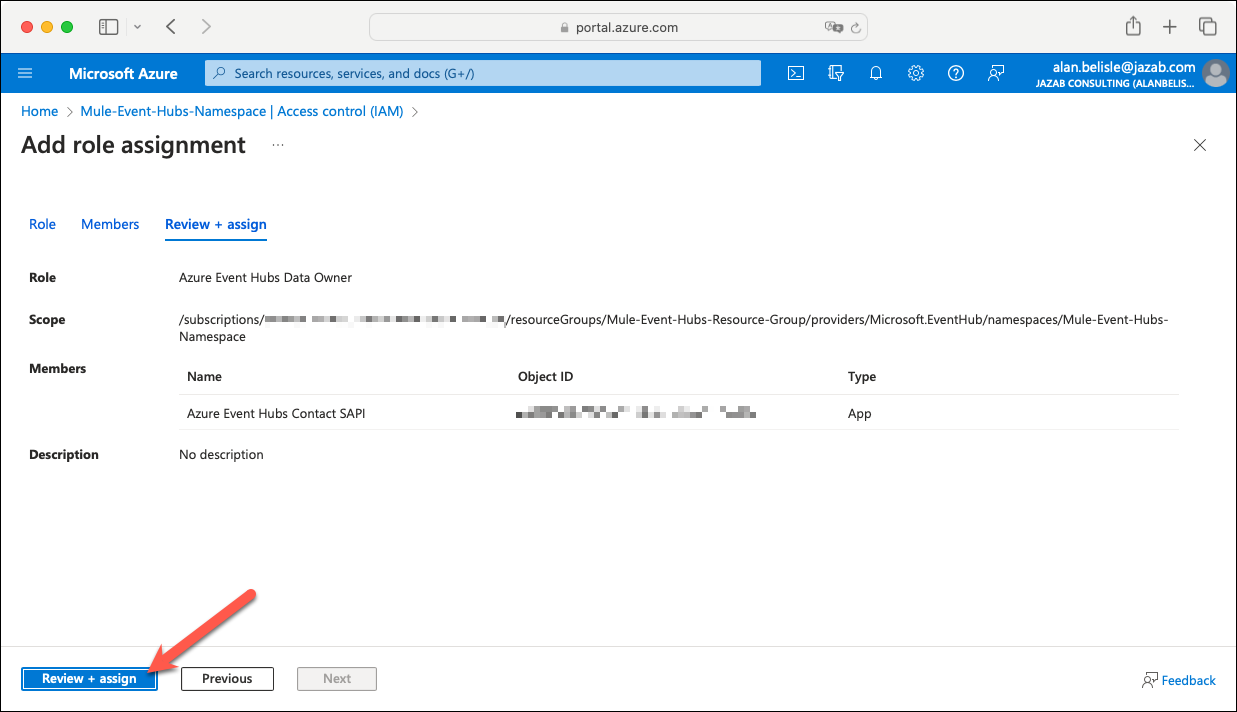 portal.azure.com
Microsoft Azure
Search resources, services, and docs (G+/)
alan.belisle@jazab.com
JAZAB CONSULTING (ALANBELIS...
Home > Mule-Event-Hubs-Namespace | Access control (IAM) >
Add role assignment ...
Role Members Review + assign
Role Azure Event Hubs Data Owner
Scope /subscriptions/ /resourceGroups/Mule-Event-Hubs-Resource-Group/providers/Microsoft.EventHub/namespaces/Mule-Event-Hubs-
Namespace
Members
Name Object ID Type
Azure Event Hubs Contact SAPI App
Description No description
Review + assign Previous Next
Feedback